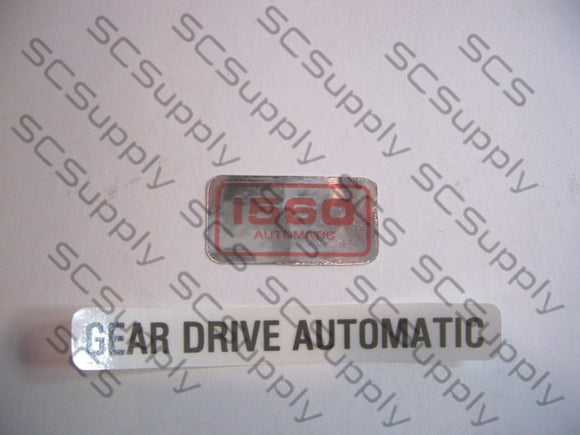 1560
AUTOMATIC
GEAR DRIVE AUTOMATIC
SCSupply